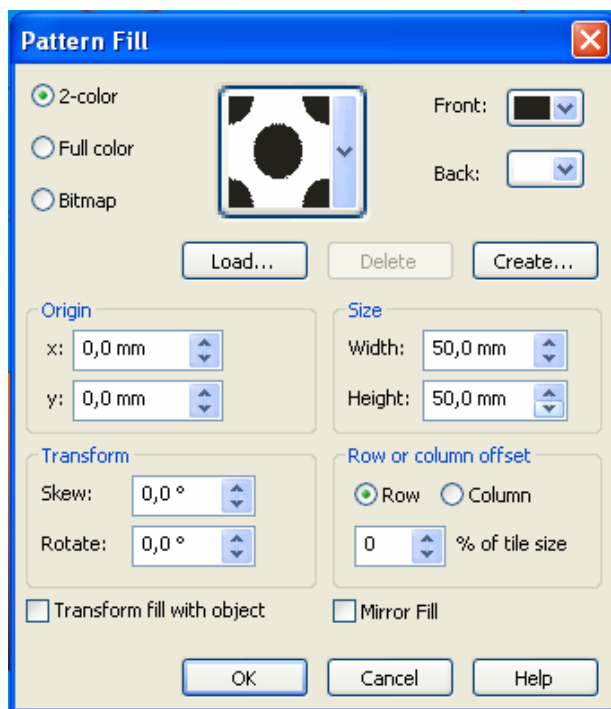 Pattern Fill
2-color
Full color
Bitmap
Front:
Back:
Load... Delete Create...
Origin
x: 0,0 mm
y: 0,0 mm
Size
Width: 50,0 mm
Height: 50,0 mm
Transform
Skew: 0,0 °
Rotate: 0,0 °
Row or column offset
Row Column
0 % of tile size
Transform fill with object
Mirror Fill
OK Cancel Help